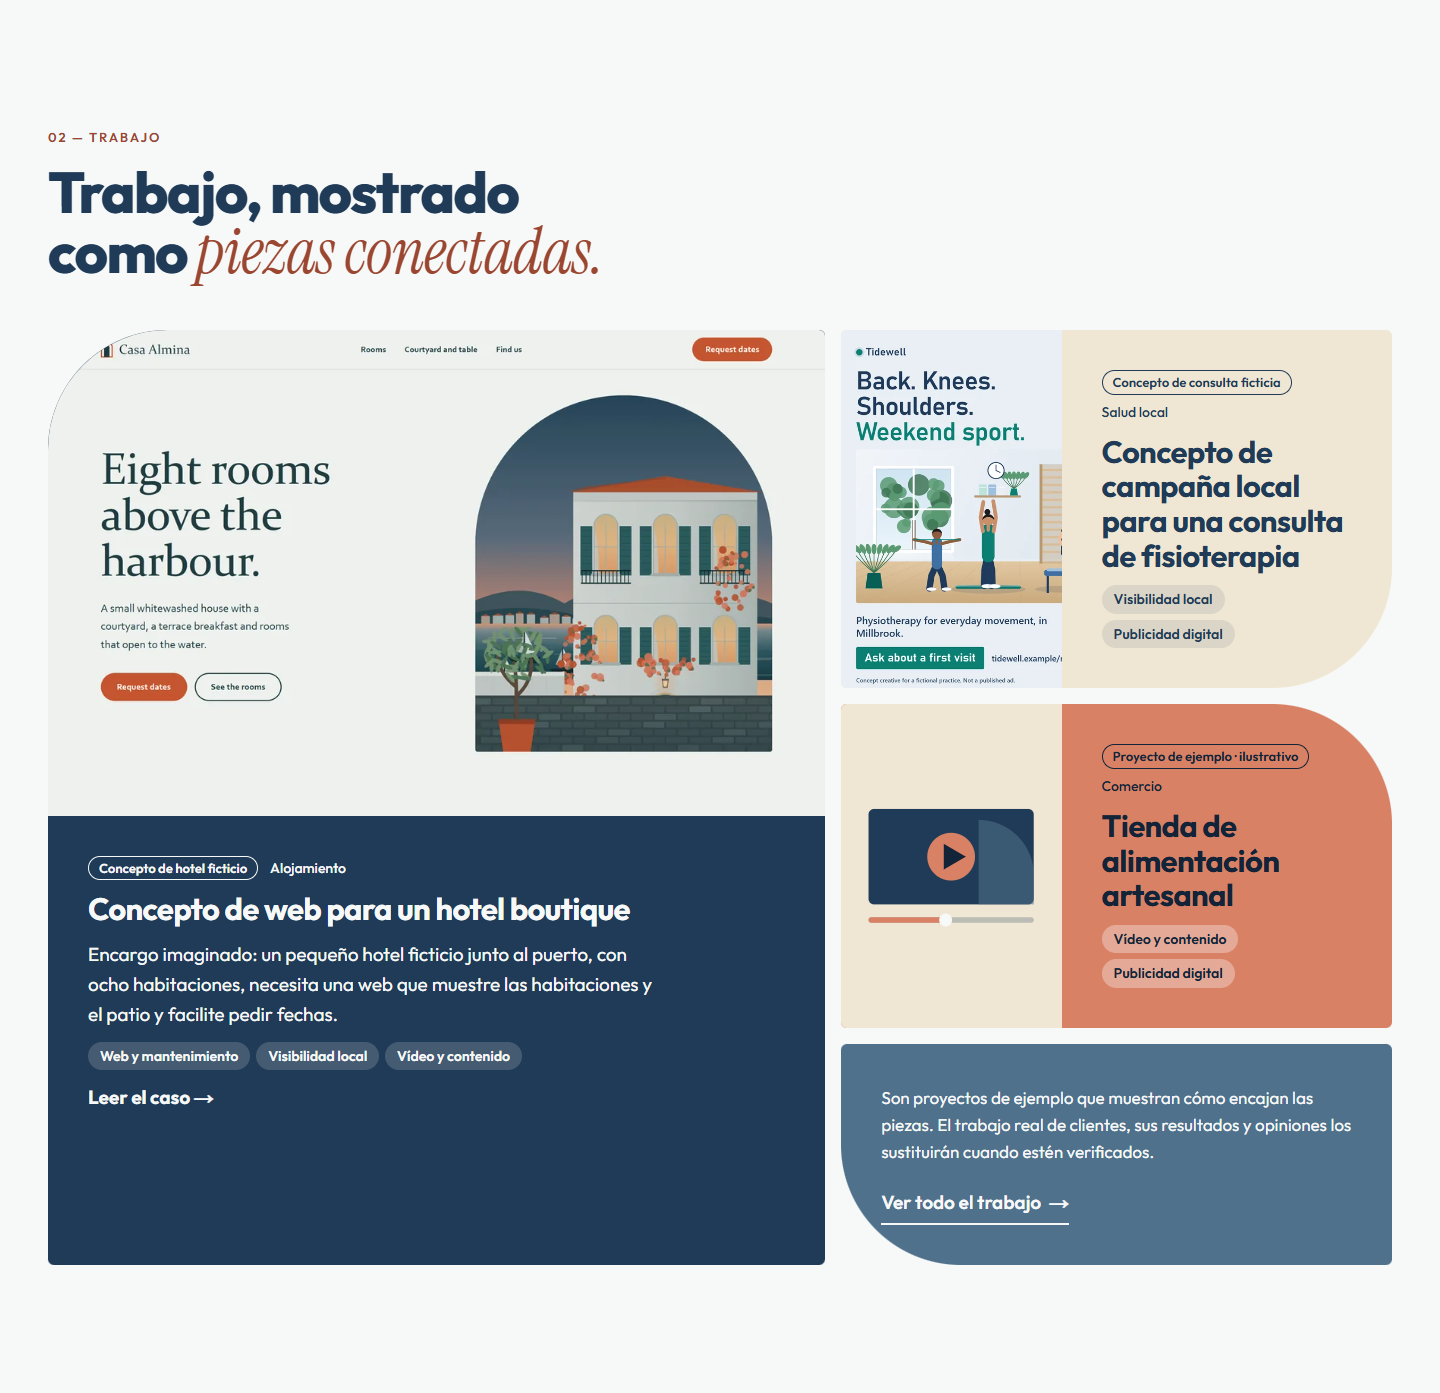 02 — TRABAJO
Trabajo, mostrado
como piezas conectadas.
Casa Almina
Rooms
Courtyard and table
Find us
Request dates
Eight rooms
above the
harbour.
A small whitewashed house with a
courtyard, a terrace breakfast and rooms
that open to the water.
Request dates
See the rooms
Concepto de hotel ficticio
Alojamiento
Concepto de web para un hotel boutique
Encargo imaginado: un pequeño hotel ficticio junto al puerto, con
ocho habitaciones, necesita una web que muestre las habitaciones y
el patio y facilite pedir fechas.
Web y mantenimiento
Visibilidad local
Vídeo y contenido
Leer el caso →
Tidewell
Back. Knees.
Shoulders.
Weekend sport.
Physiotherapy for everyday movement, in
Millbrook.
Ask about a first visit
tidewell.example/
Concept creative for a fictional practice. Not a published ad.
Concepto de consulta ficticia
Salud local
Concepto de
campaña local
para una consulta
de fisioterapia
Visibilidad local
Publicidad digital
Proyecto de ejemplo · ilustrativo
Comercio
Tienda de
alimentación
artesanal
Vídeo y contenido
Publicidad digital
Son proyectos de ejemplo que muestran cómo encajan las
piezas. El trabajo real de clientes, sus resultados y opiniones los
sustituirán cuando estén verificados.
Ver todo el trabajo →